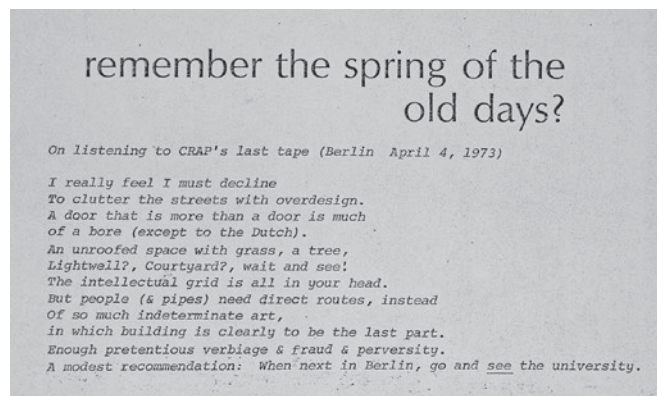 remember the spring of the
old days?
On listening to CRAP's last tape (Berlin April 4, 1973)
I really feel I must decline
To clutter the streets with overdesign.
A door that is more than a door is much
of a bore (except to the Dutch).
An unroofed space with grass, a tree,
Lightwell?, Courtyard?, wait and see!
The intellectual grid is all in your head.
But people (& pipes) need direct routes, instead
Of so much indeterminate art,
in which building is clearly to be the last part.
Enough pretentious verbiage & fraud & perversity.
A modest recommendation: When next in Berlin, go and see the university.